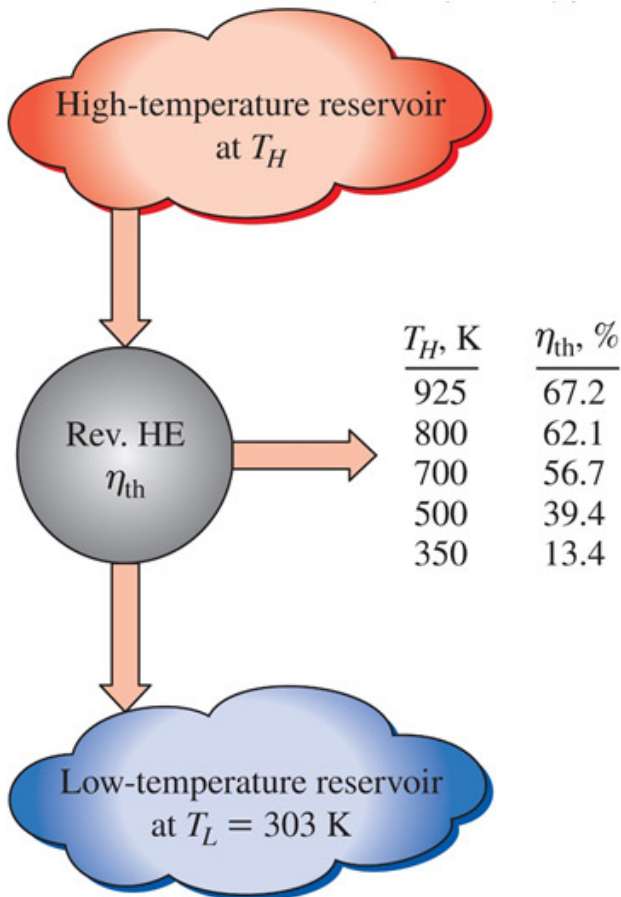 High-temperature reservoir
at T_H
T_H, K η_th, %
925 67.2
800 62.1
Rev. HE
η_th
700 56.7
500 39.4
350 13.4
Low-temperature reservoir
at T_L = 303 K